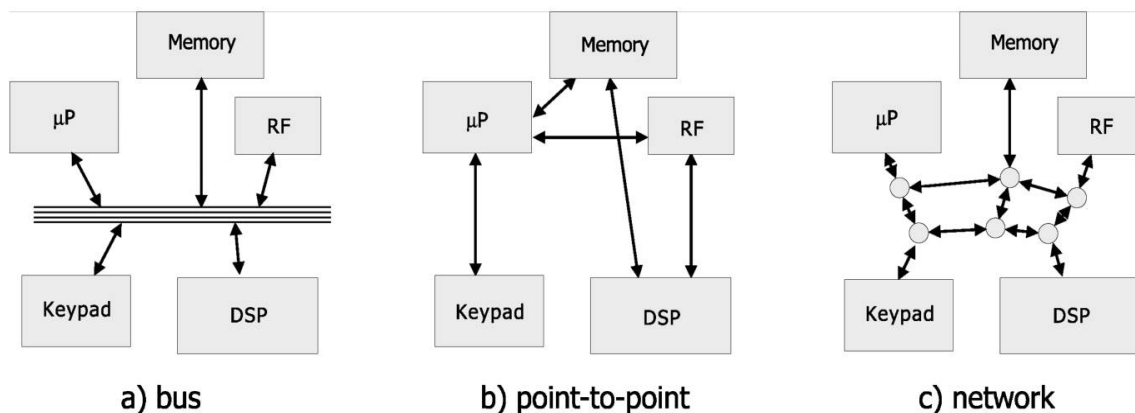 Memory
μP
RF
Keypad
DSP
a) bus
Memory
μP
RF
Keypad
DSP
b) point-to-point
Memory
μP
RF
Keypad
DSP
c) network